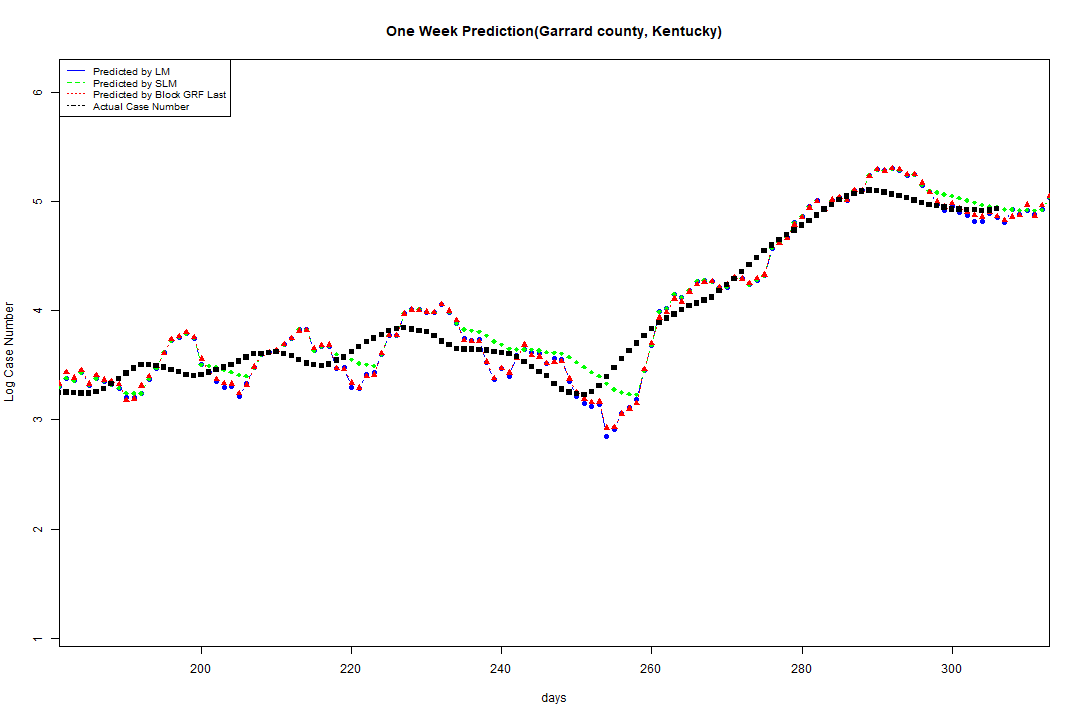 One Week Prediction(Garrard county, Kentucky)
Predicted by LM
Predicted by SLM
Predicted by Block GRF Last
Actual Case Number
6
5
4
3
2
1
Log Case Number
200 220 240 260 280 300
days